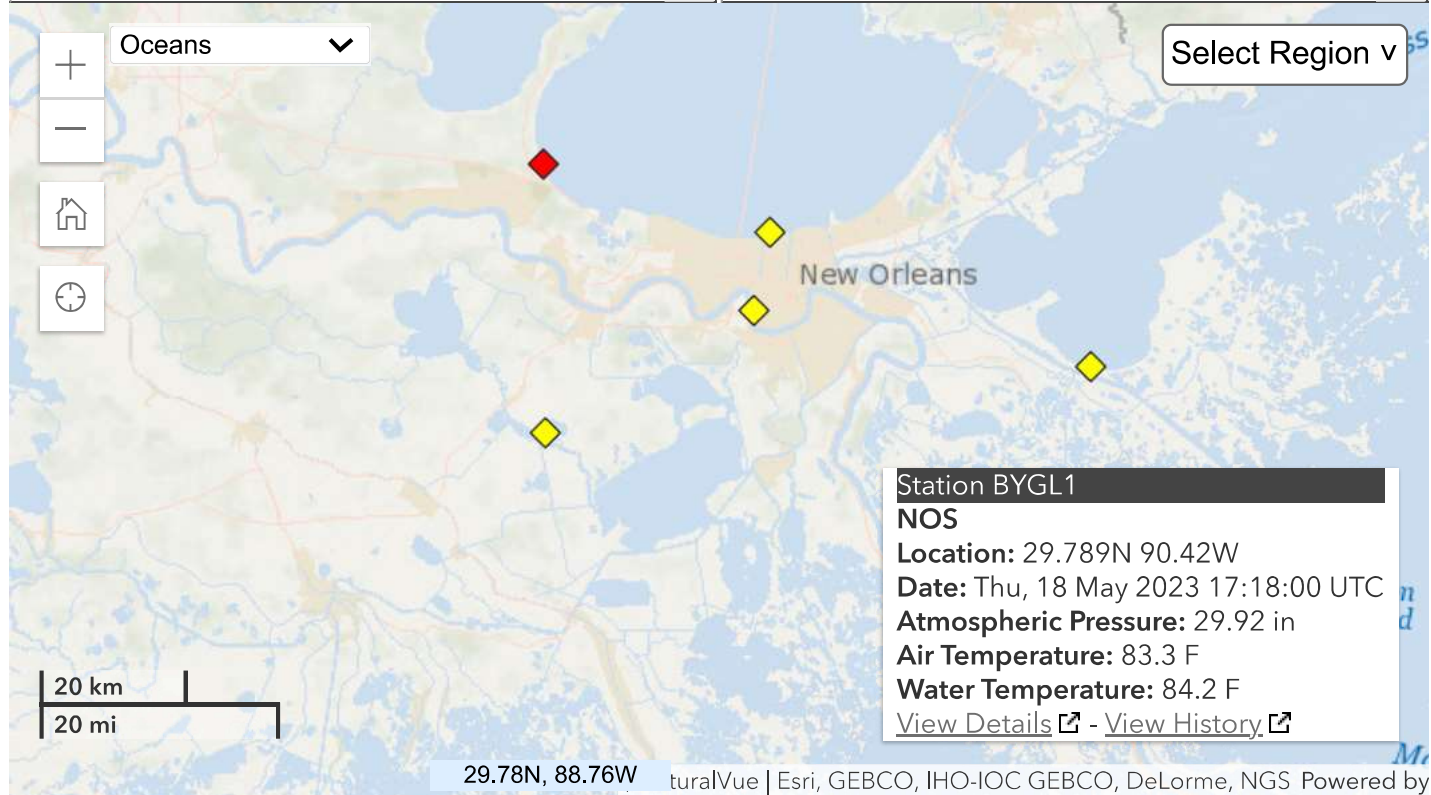 Oceans
Select Region v
ss
New Orleans
Station BYGL1
NOS
Location: 29.789N 90.42W
Date: Thu, 18 May 2023 17:18:00 UTC
Atmospheric Pressure: 29.92 in
Air Temperature: 83.3 F
Water Temperature: 84.2 F
View Details - View History
n
d
20 km
20 mi
Mo
29.78N, 88.76W
turalVue | Esri, GEBCO, IHO-IOC GEBCO, DeLorme, NGS Powered by